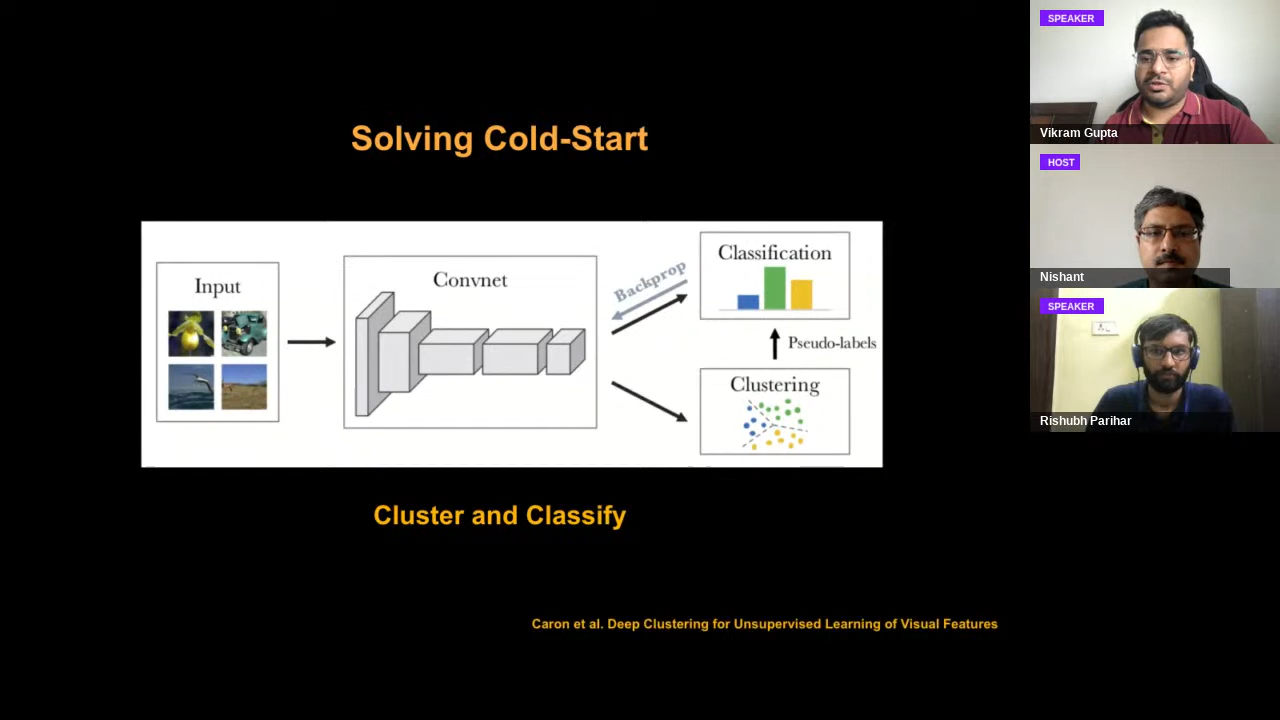 Solving Cold-Start
Input
Convnet
Backprop
Classification
Pseudo-labels
Clustering
Cluster and Classify
Caron et al. Deep Clustering for Unsupervised Learning of Visual Features
SPEAKER
Vikram Gupta
HOST
Nishant
SPEAKER
Rishubh Parihar